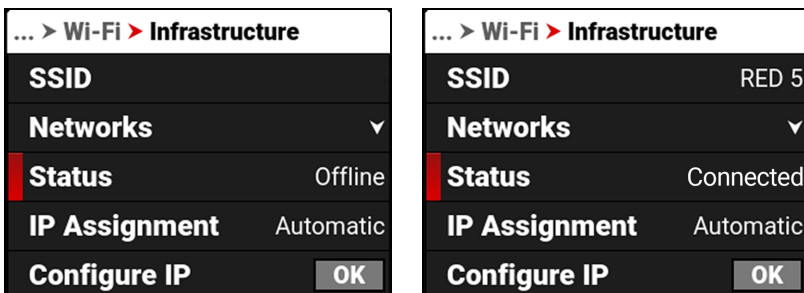 ... > Wi-Fi > Infrastructure
SSID
Networks
Status Offline
IP Assignment Automatic
Configure IP OK
... > Wi-Fi > Infrastructure
SSID RED 5
Networks
Status Connected
IP Assignment Automatic
Configure IP OK